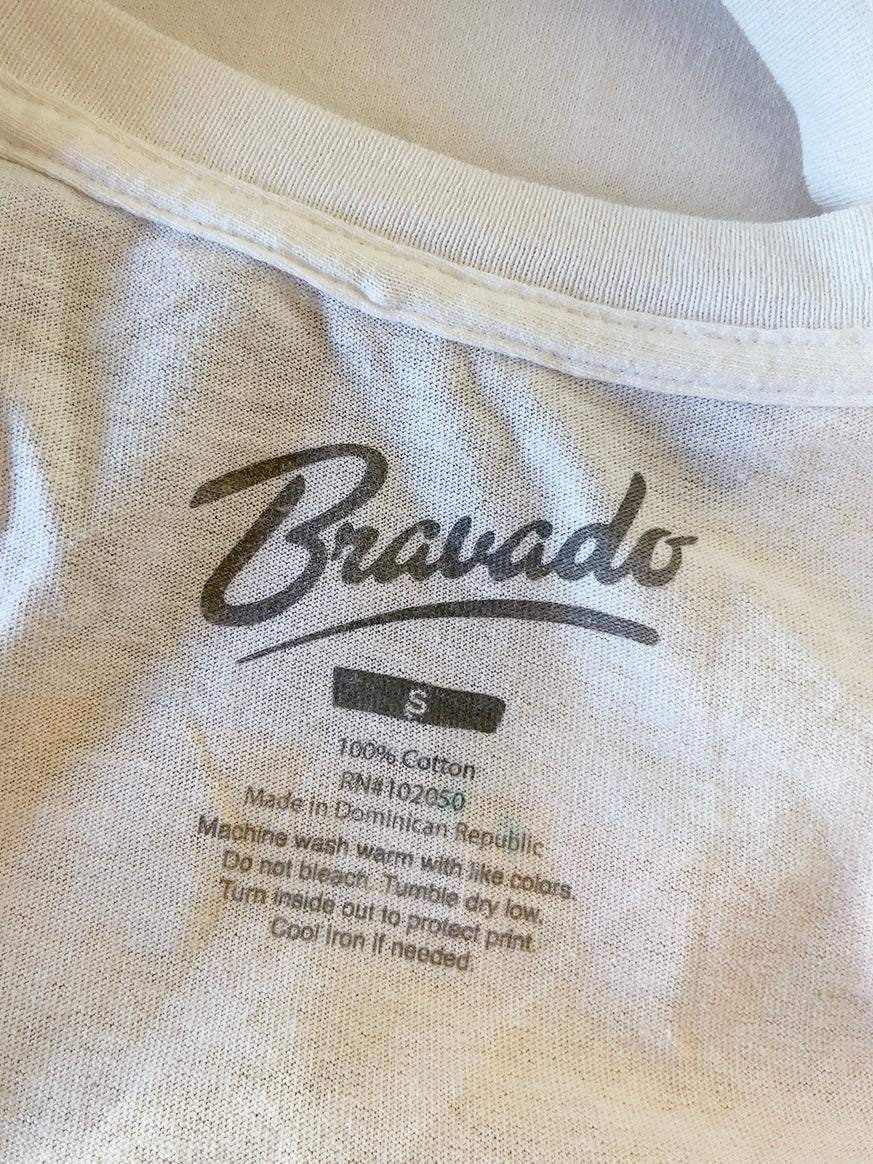 Bravado
S
100% Cotton
RN#102050
Made in Dominican Republic
Machine wash warm with like colors.
Do not bleach. Tumble dry low.
Turn inside out to protect print.
Cool iron if needed.